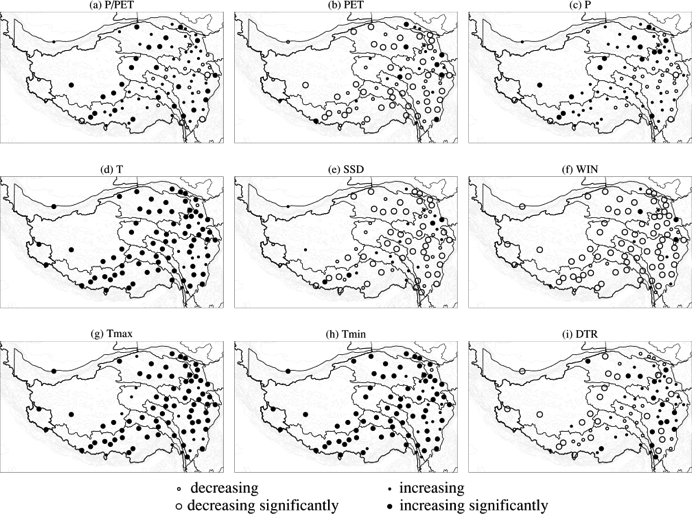 (a) P/PET
(b) PET
(c) P
(d) T
(e) SSD
(f) WIN
(g) Tmax
(h) Tmin
(i) DTR
decreasing
increasing
decreasing significantly
increasing significantly